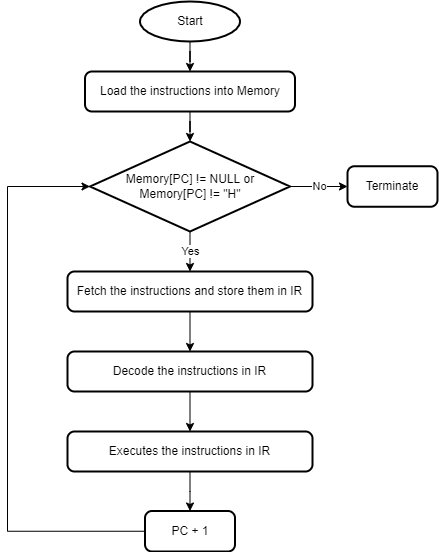 Start
Load the instructions into Memory
Memory[PC] != NULL or
Memory[PC] != "H"
No
Terminate
Yes
Fetch the instructions and store them in IR
Decode the instructions in IR
Executes the instructions in IR
PC + 1